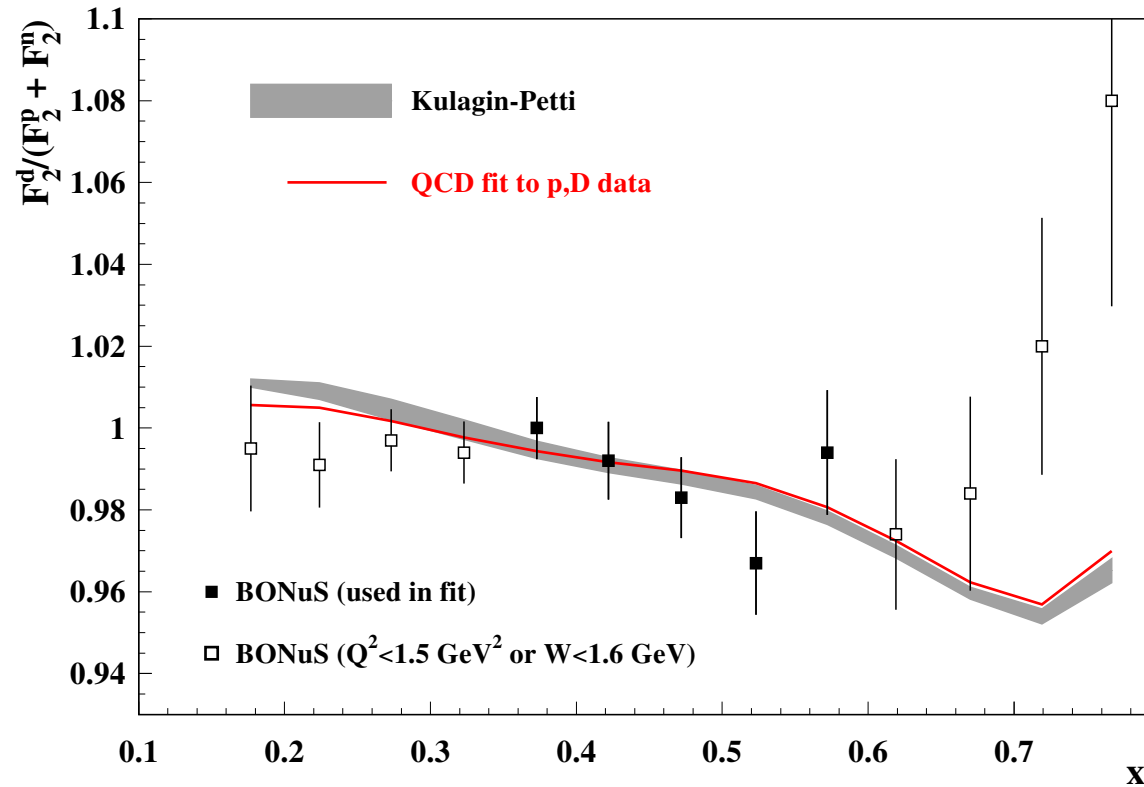 F₂ᵈ/(F₂ᵖ + F₂ⁿ)
1.1
1.08
1.06
1.04
1.02
1
0.98
0.96
0.94
Kulagin-Petti
QCD fit to p,D data
BONuS (used in fit)
BONuS (Q²<1.5 GeV² or W<1.6 GeV)
0.1 0.2 0.3 0.4 0.5 0.6 0.7
x